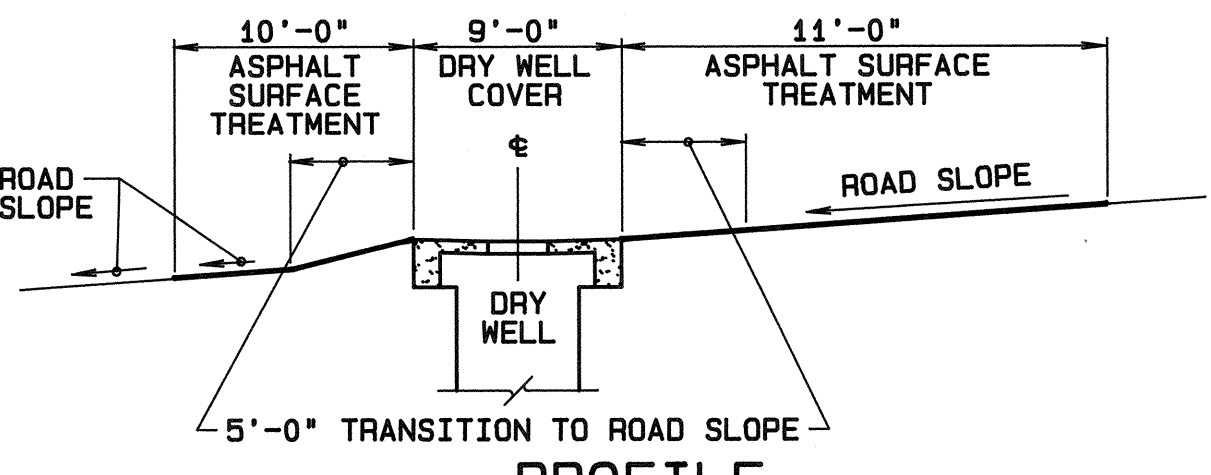 10'-0"
ASPHALT
SURFACE
TREATMENT
9'-0"
DRY WELL
COVER
℄
11'-0"
ASPHALT SURFACE
TREATMENT
ROAD
SLOPE
ROAD SLOPE
DRY
WELL
5'-0" TRANSITION TO ROAD SLOPE
PROFILE